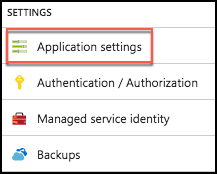 SETTINGS
Application settings
Authentication / Authorization
Managed service identity
Backups